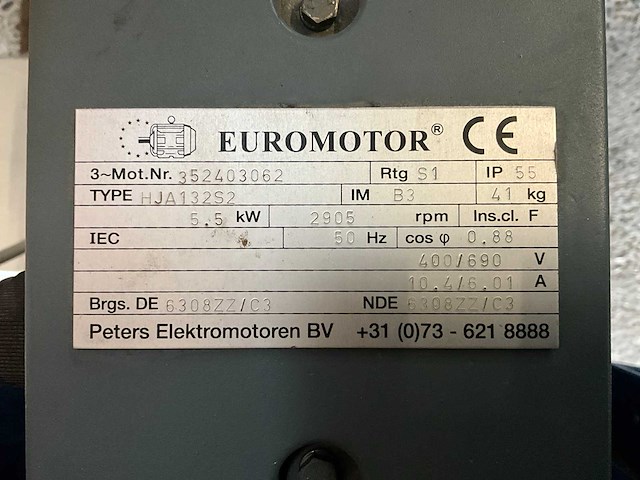 EUROMOTOR® CE
3~Mot.Nr. 352403062 Rtg S1 IP 55
TYPE HJA132S2 IM B3 41 kg
5.5 kW 2905 rpm Ins.cl. F
IEC 50 Hz cos φ 0.88
400/690 V
10.4/6.01 A
Brgs. DE 6308ZZ/C3 NDE 6308ZZ/C3
Peters Elektromotoren BV +31 (0)73 - 621 8888